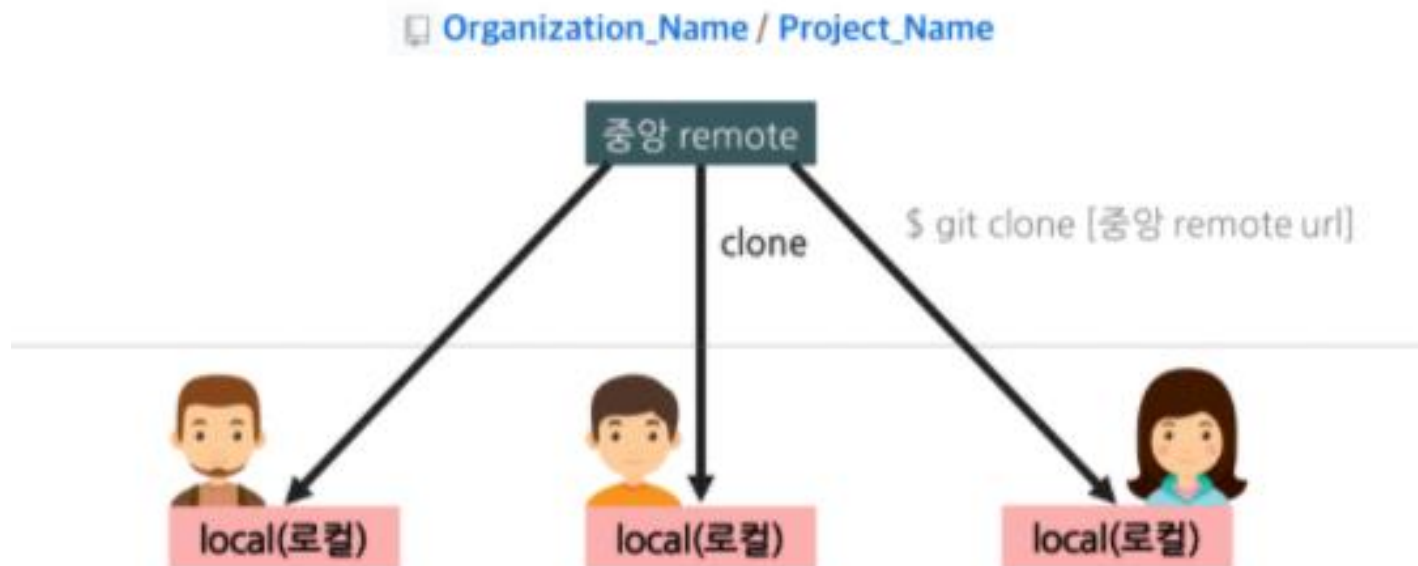 Organization_Name / Project_Name
중앙 remote
$ git clone [중앙 remote url]
clone
local(로컬)
local(로컬)
local(로컬)